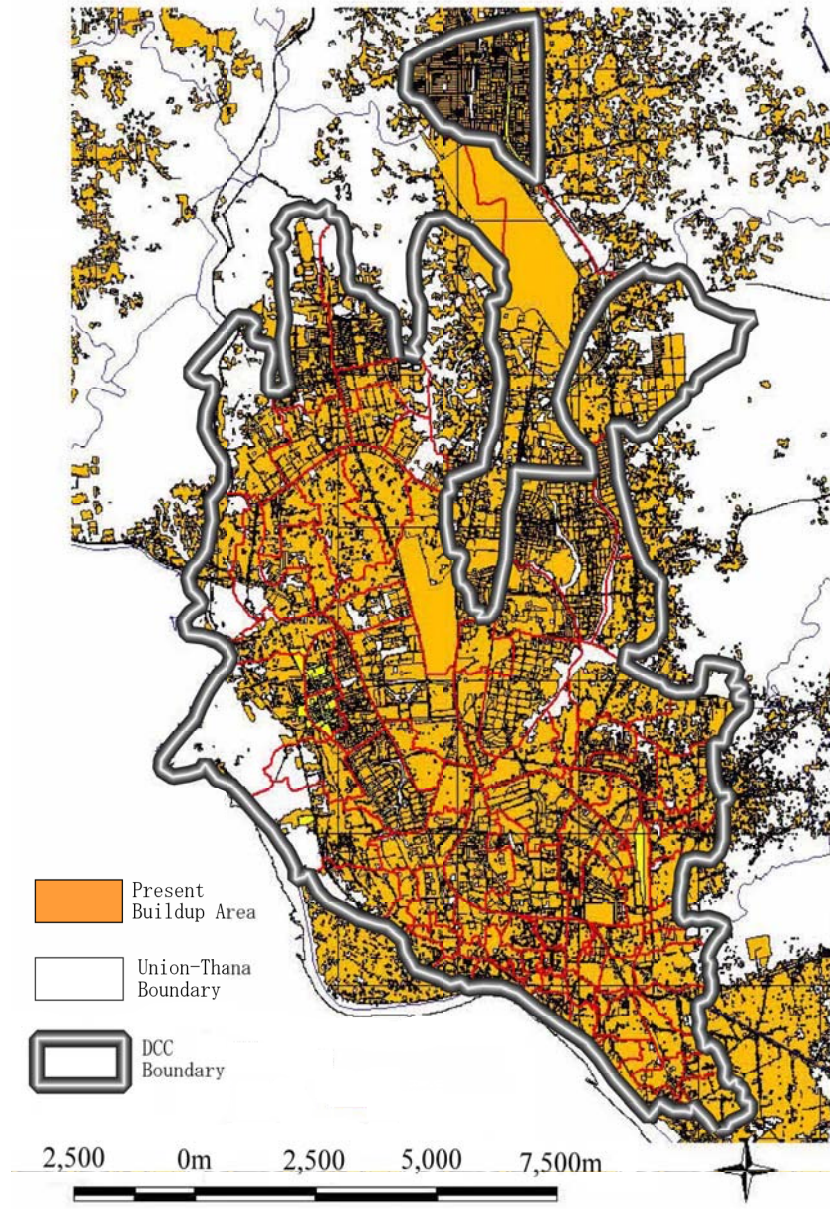 Present
Buildup Area
Union-Thana
Boundary
DCC
Boundary
2,500 0m 2,500 5,000 7,500m